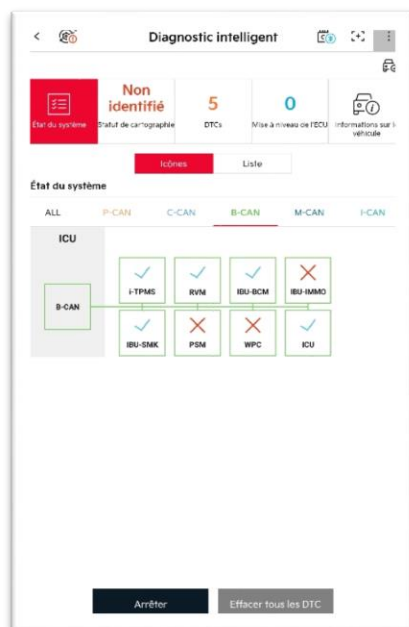 Diagnostic intelligent
Non identifié
5
0
État du système
Statut de cartographie
DTCs
Mise à niveau de l'ECU
Informations sur l
véhicule
Icônes
Liste
État du système
ALL
P-CAN
C-CAN
B-CAN
M-CAN
I-CAN
ICU
B-CAN
i-TPMS
RVM
IBU-BCM
IBU-IMMO
IBU-SMK
PSM
WPC
ICU
Arrêter
Effacer tous les DTC